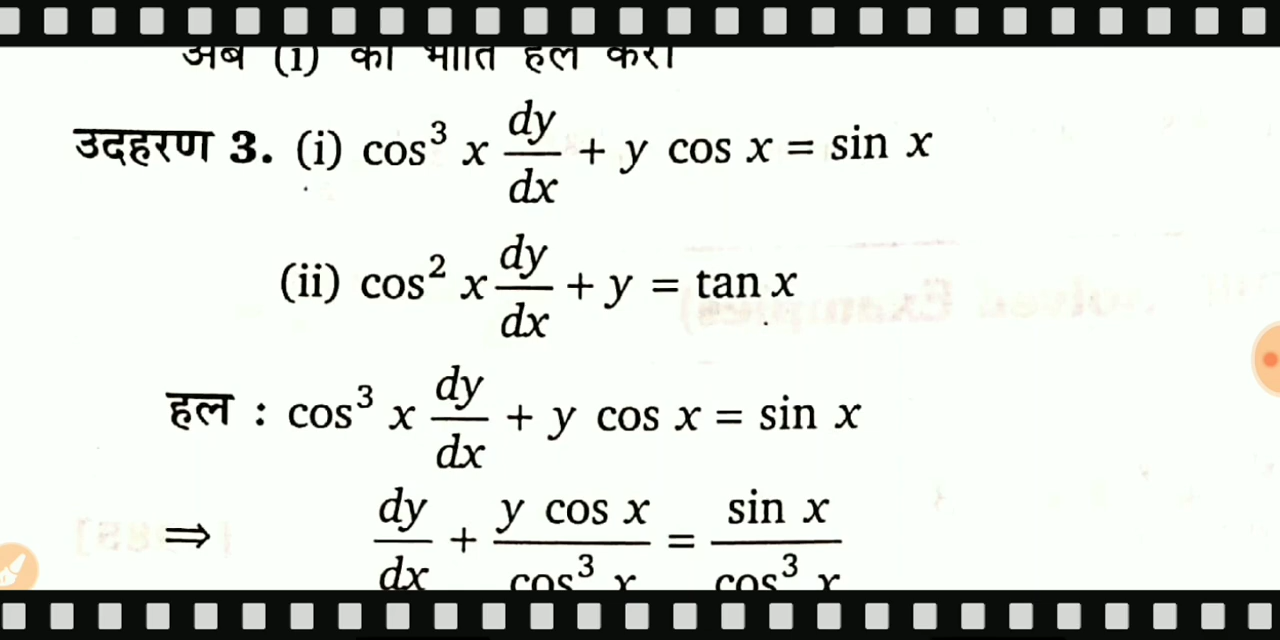 अब (i) की भाँति हल करें।
उदहरण 3. (i) cos³ x dy/dx + y cos x = sin x
(ii) cos² x dy/dx + y = tan x
हल : cos³ x dy/dx + y cos x = sin x
⇒ dy/dx + y cos x/cos³ x = sin x/cos³ x